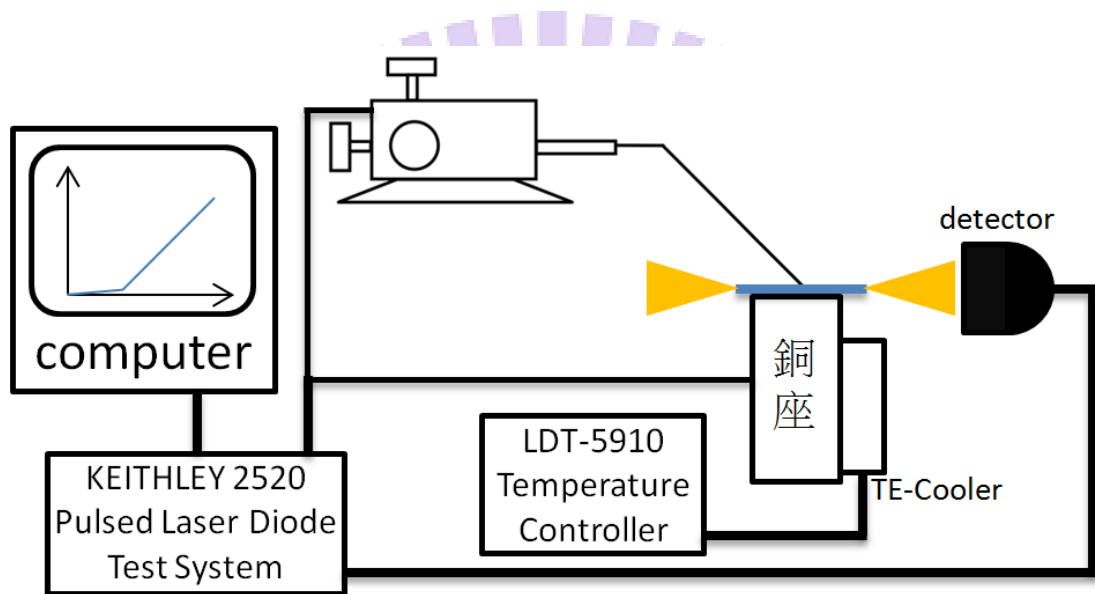 detector
computer
銅
座
LDT-5910
Temperature
Controller
TE-Cooler
KEITHLEY 2520
Pulsed Laser Diode
Test System